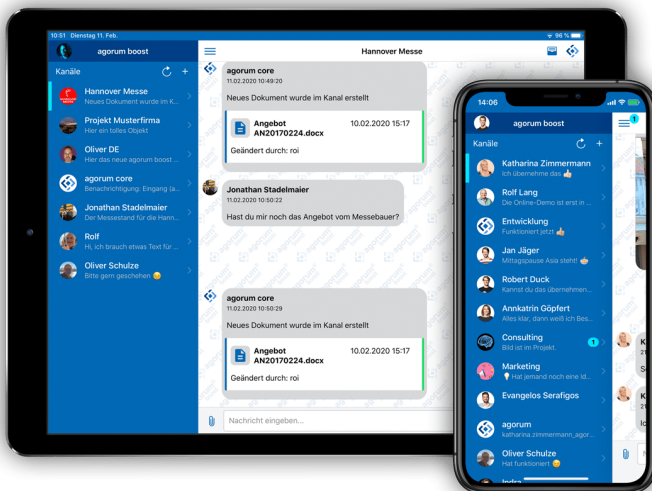 10:51 Dienstag 11. Feb.
86 %
agorum boost
Hannover Messe
Kanäle
Hannover Messe
Neues Dokument wurde im K...
Projekt Musterfirma
Hier ein tolles Objekt
Oliver DE
Hier das neue agorum boost ...
agorum core
Benachrichtigung: Eingang (a...
Jonathan Stadelmaier
Der Messestand für die Hann...
Rolf
Hi, ich brauch etwas Text für ...
Oliver Schulze
Bitte gern geschehen 😊
agorum core
11.02.2020 10:49:20
Neues Dokument wurde im Kanal erstellt
Angebot 10.02.2020 15:17
AN20170224.docx
Geändert durch: roi
Jonathan Stadelmaier
11.02.2020 10:50:22
Hast du mir noch das Angebot vom Messebauer?
agorum core
11.02.2020 10:50:29
Neues Dokument wurde im Kanal erstellt
Angebot 10.02.2020 15:17
AN20170224.docx
Geändert durch: roi
Nachricht eingeben...
14:06
agorum boost
1
Kanäle
Katharina Zimmermann
Ich übernehme das 👍
Rolf Lang
Die Online-Demo ist erst in ...
Entwicklung
Funktioniert jetzt 👍
Jan Jäger
Mittagspause Asia steht! 🍜
Robert Duck
Kannst du das übernehmen...
Annkatrin Göpfert
Alles klar, dann weiß ich Bes...
Consulting
Bild ist im Projekt.
1
Marketing
💡 Hat jemand noch eine Id...
Evangelos Serafigos
agorum
katharina.zimmermann_agor...
Oliver Schulze
Hat funktioniert 😊
Indra